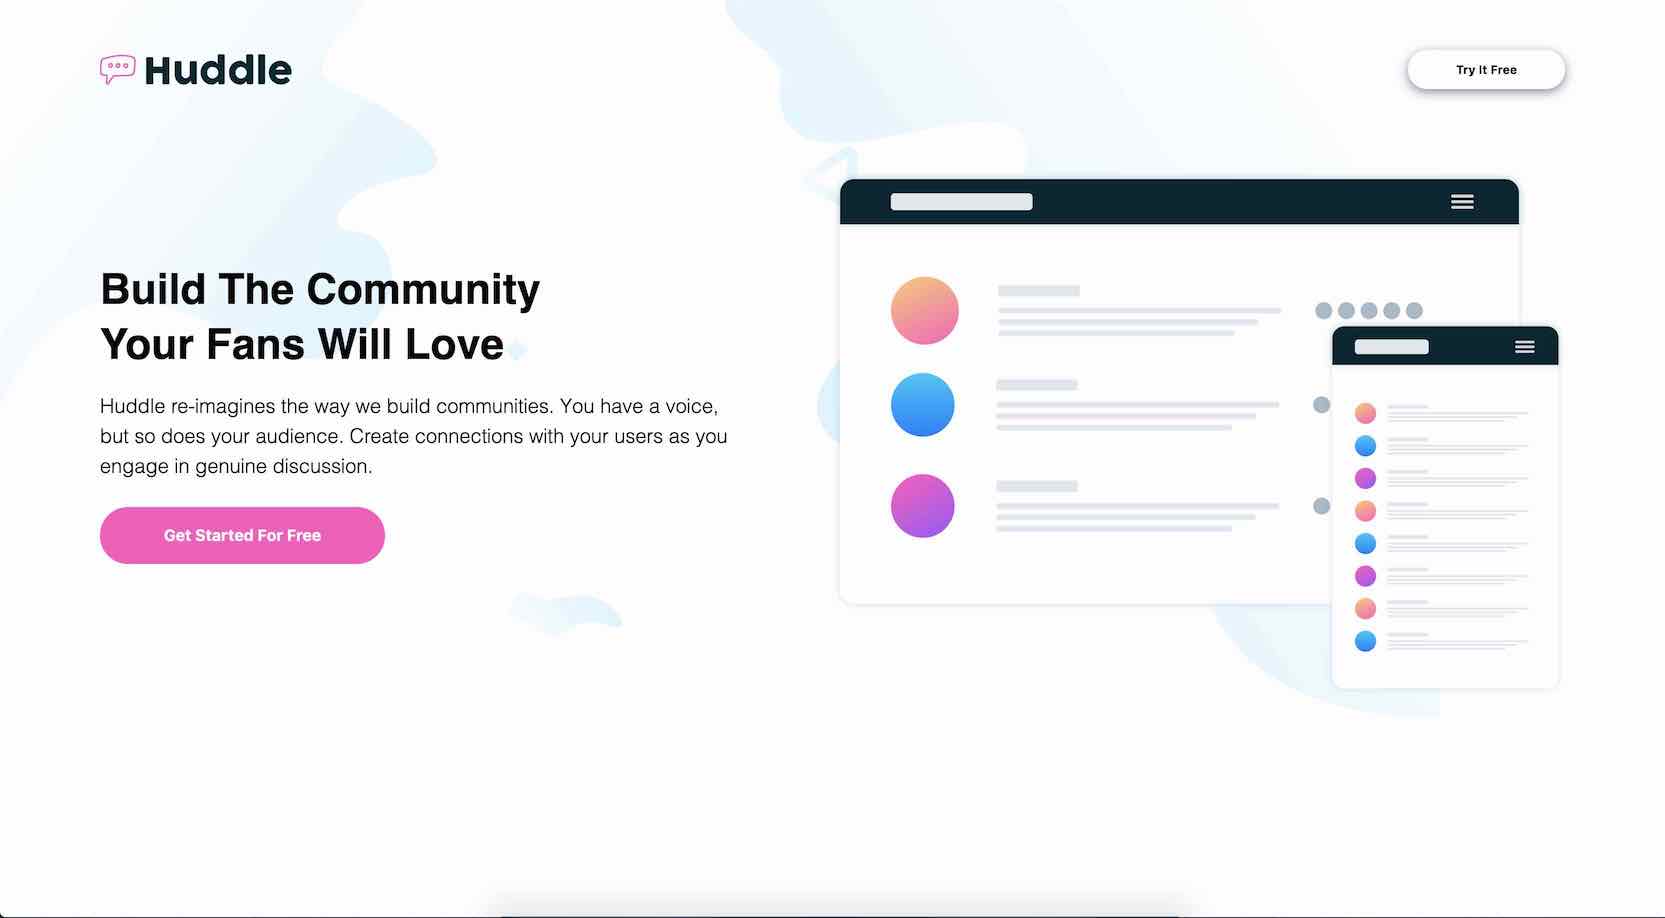 Huddle
Try It Free
Build The Community
Your Fans Will Love
Huddle re-imagines the way we build communities. You have a voice,
but so does your audience. Create connections with your users as you
engage in genuine discussion.
Get Started For Free